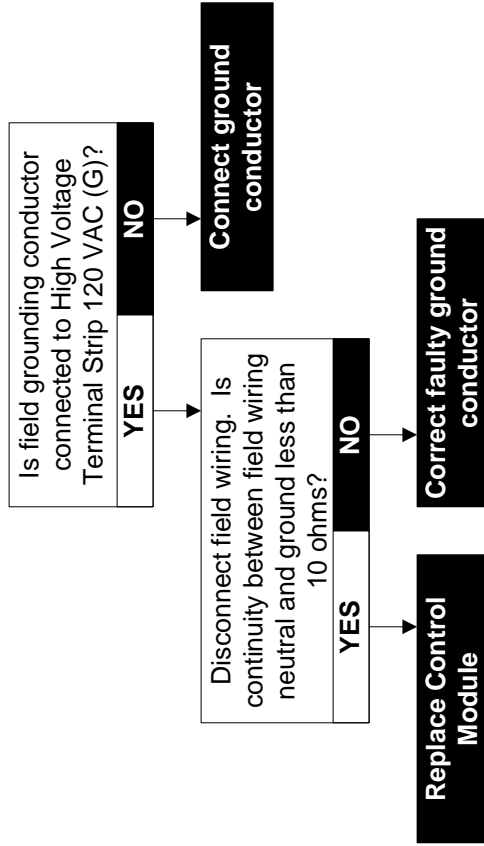 Is field grounding conductor
connected to High Voltage
Terminal Strip 120 VAC (G)?
YES
NO
Connect ground
conductor
Disconnect field wiring. Is
continuity between field wiring
neutral and ground less than
10 ohms?
YES
NO
Replace Control
Module
Correct faulty ground
conductor